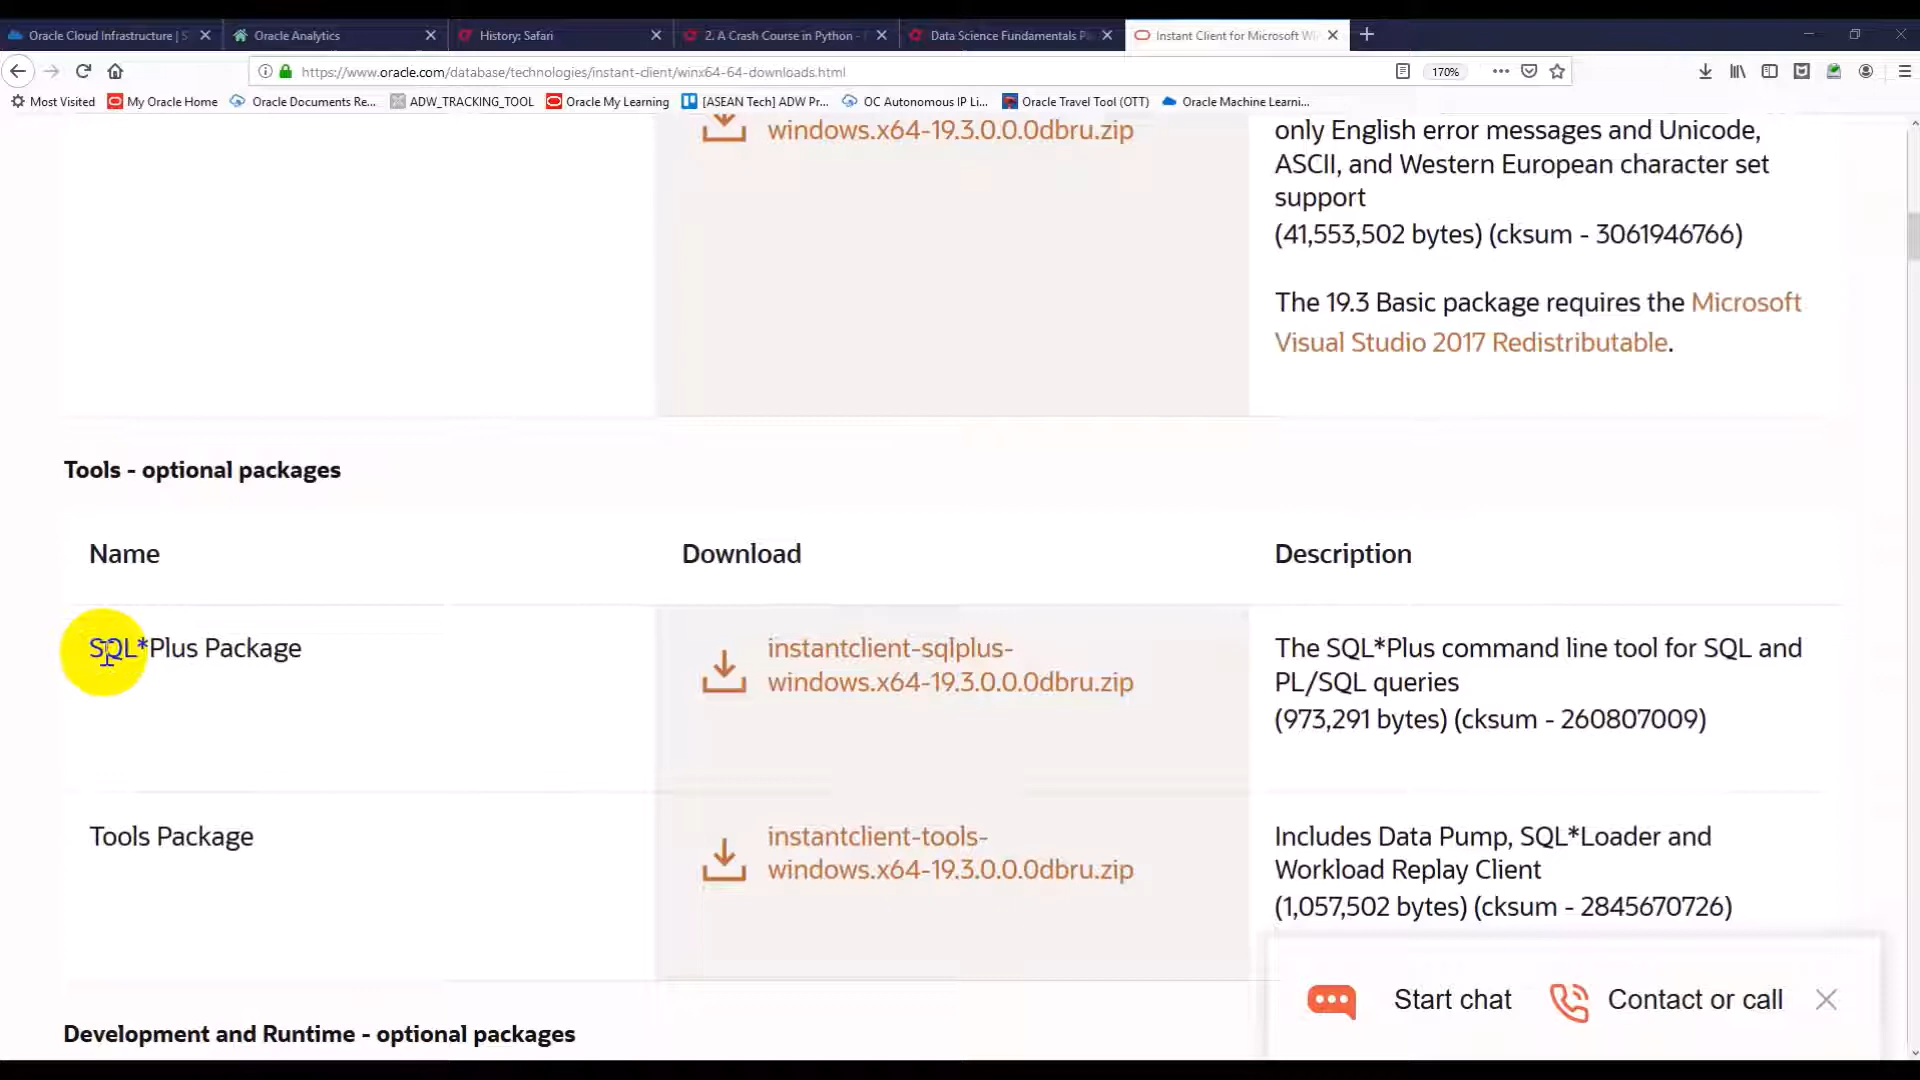 Oracle Cloud Infrastructure | S
Oracle Analytics
History: Safari
2. A Crash Course in Python -
Data Science Fundamentals P
Instant Client for Microsoft Wi
https://www.oracle.com/database/technologies/instant-client/winx64-64-downloads.html
170%
Most Visited
My Oracle Home
Oracle Documents Re...
ADW_TRACKING_TOOL
Oracle My Learning
[ASEAN Tech] ADW Pr...
OC Autonomous IP Li...
Oracle Travel Tool (OTT)
Oracle Machine Learni...
windows.x64-19.3.0.0.0dbru.zip
only English error messages and Unicode,
ASCII, and Western European character set
support
(41,553,502 bytes) (cksum - 3061946766)
The 19.3 Basic package requires the Microsoft
Visual Studio 2017 Redistributable.
Tools - optional packages
Name
Download
Description
SQL*Plus Package
instantclient-sqlplus-
windows.x64-19.3.0.0.0dbru.zip
The SQL*Plus command line tool for SQL and
PL/SQL queries
(973,291 bytes) (cksum - 260807009)
Tools Package
instantclient-tools-
windows.x64-19.3.0.0.0dbru.zip
Includes Data Pump, SQL*Loader and
Workload Replay Client
(1,057,502 bytes) (cksum - 2845670726)
Start chat
Contact or call
Development and Runtime - optional packages